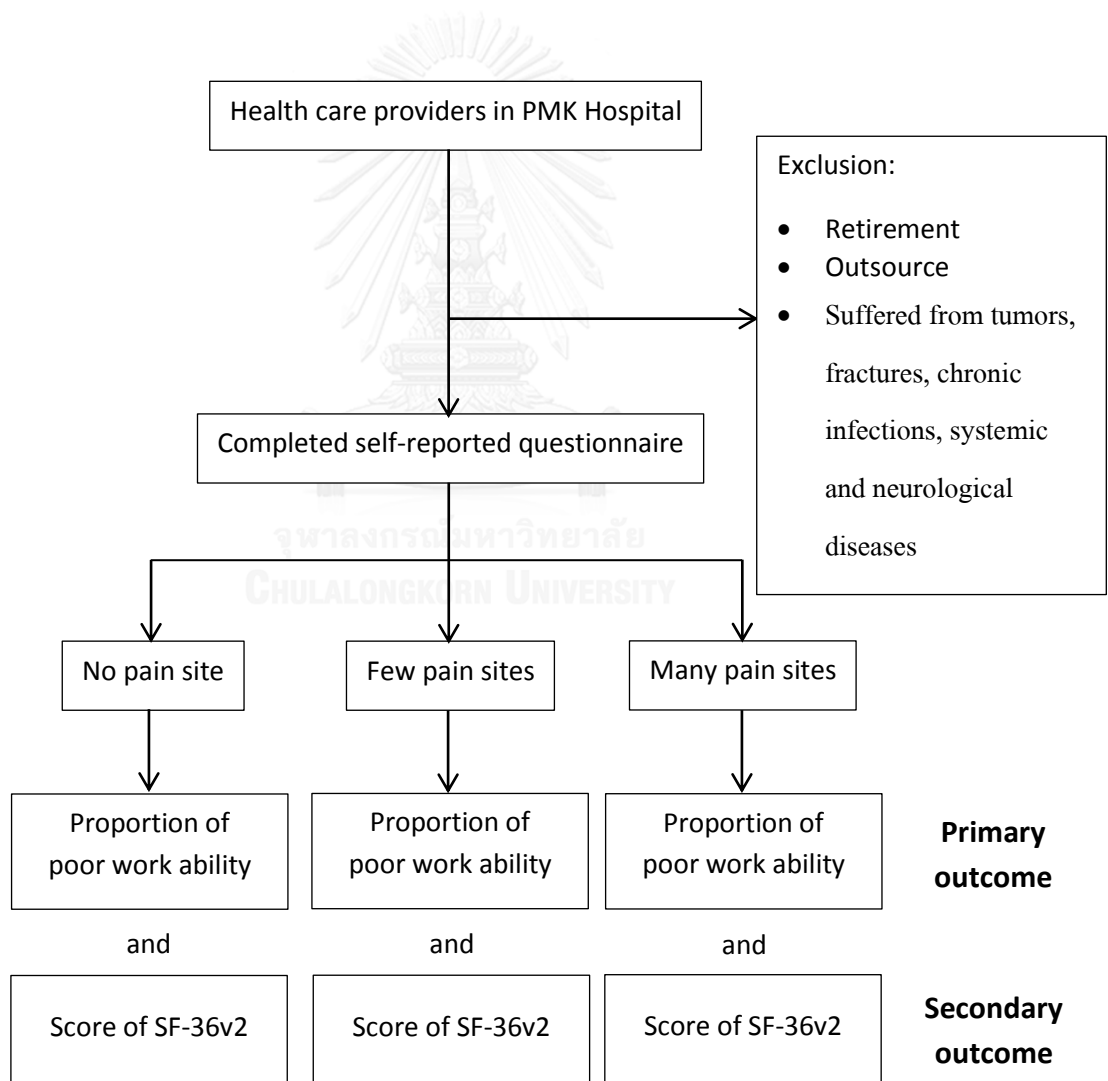 Health care providers in PMK Hospital
Exclusion:
• Retirement
• Outsource
• Suffered from tumors,
fractures, chronic
infections, systemic
and neurological
diseases
Completed self-reported questionnaire
จุฬาลงกรณ์มหาวิทยาลัย
CHULALONGKORN UNIVERSITY
No pain site
Few pain sites
Many pain sites
Proportion of
poor work ability
Proportion of
poor work ability
Proportion of
poor work ability
Primary
outcome
and
and
and
Score of SF-36v2
Score of SF-36v2
Score of SF-36v2
Secondary
outcome